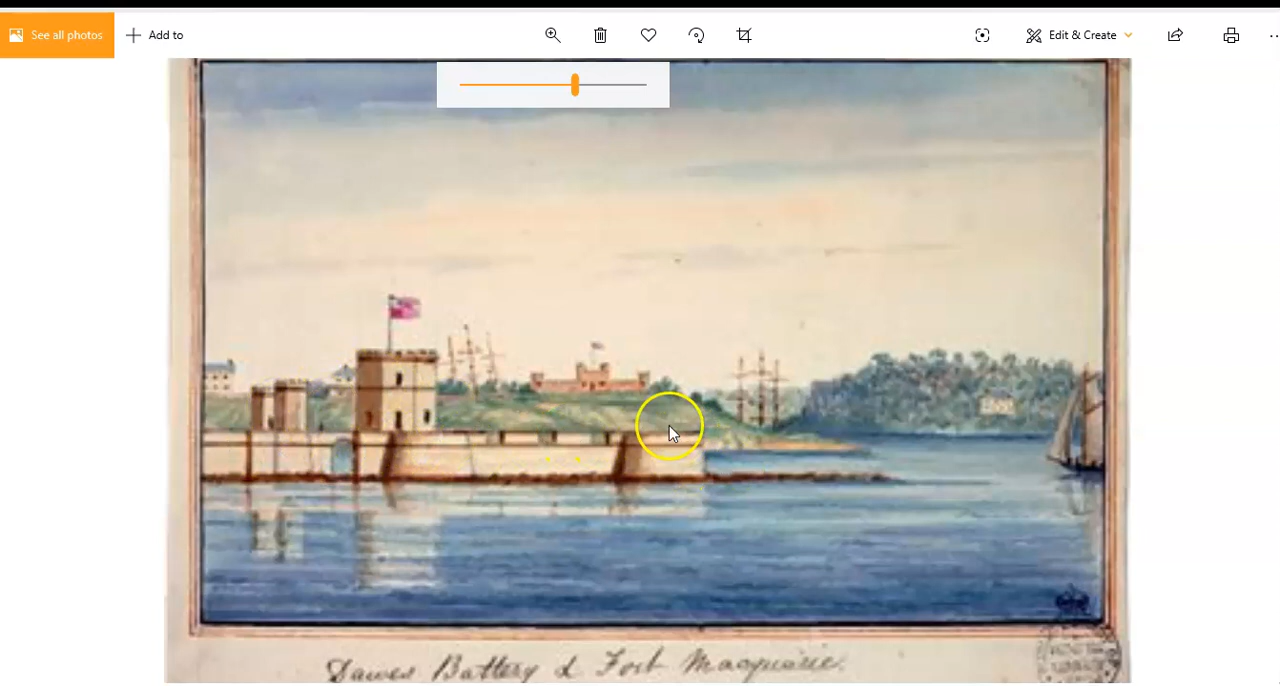 See all photos
Add to
Edit & Create
Dawes Battery & Fort Macquarie.